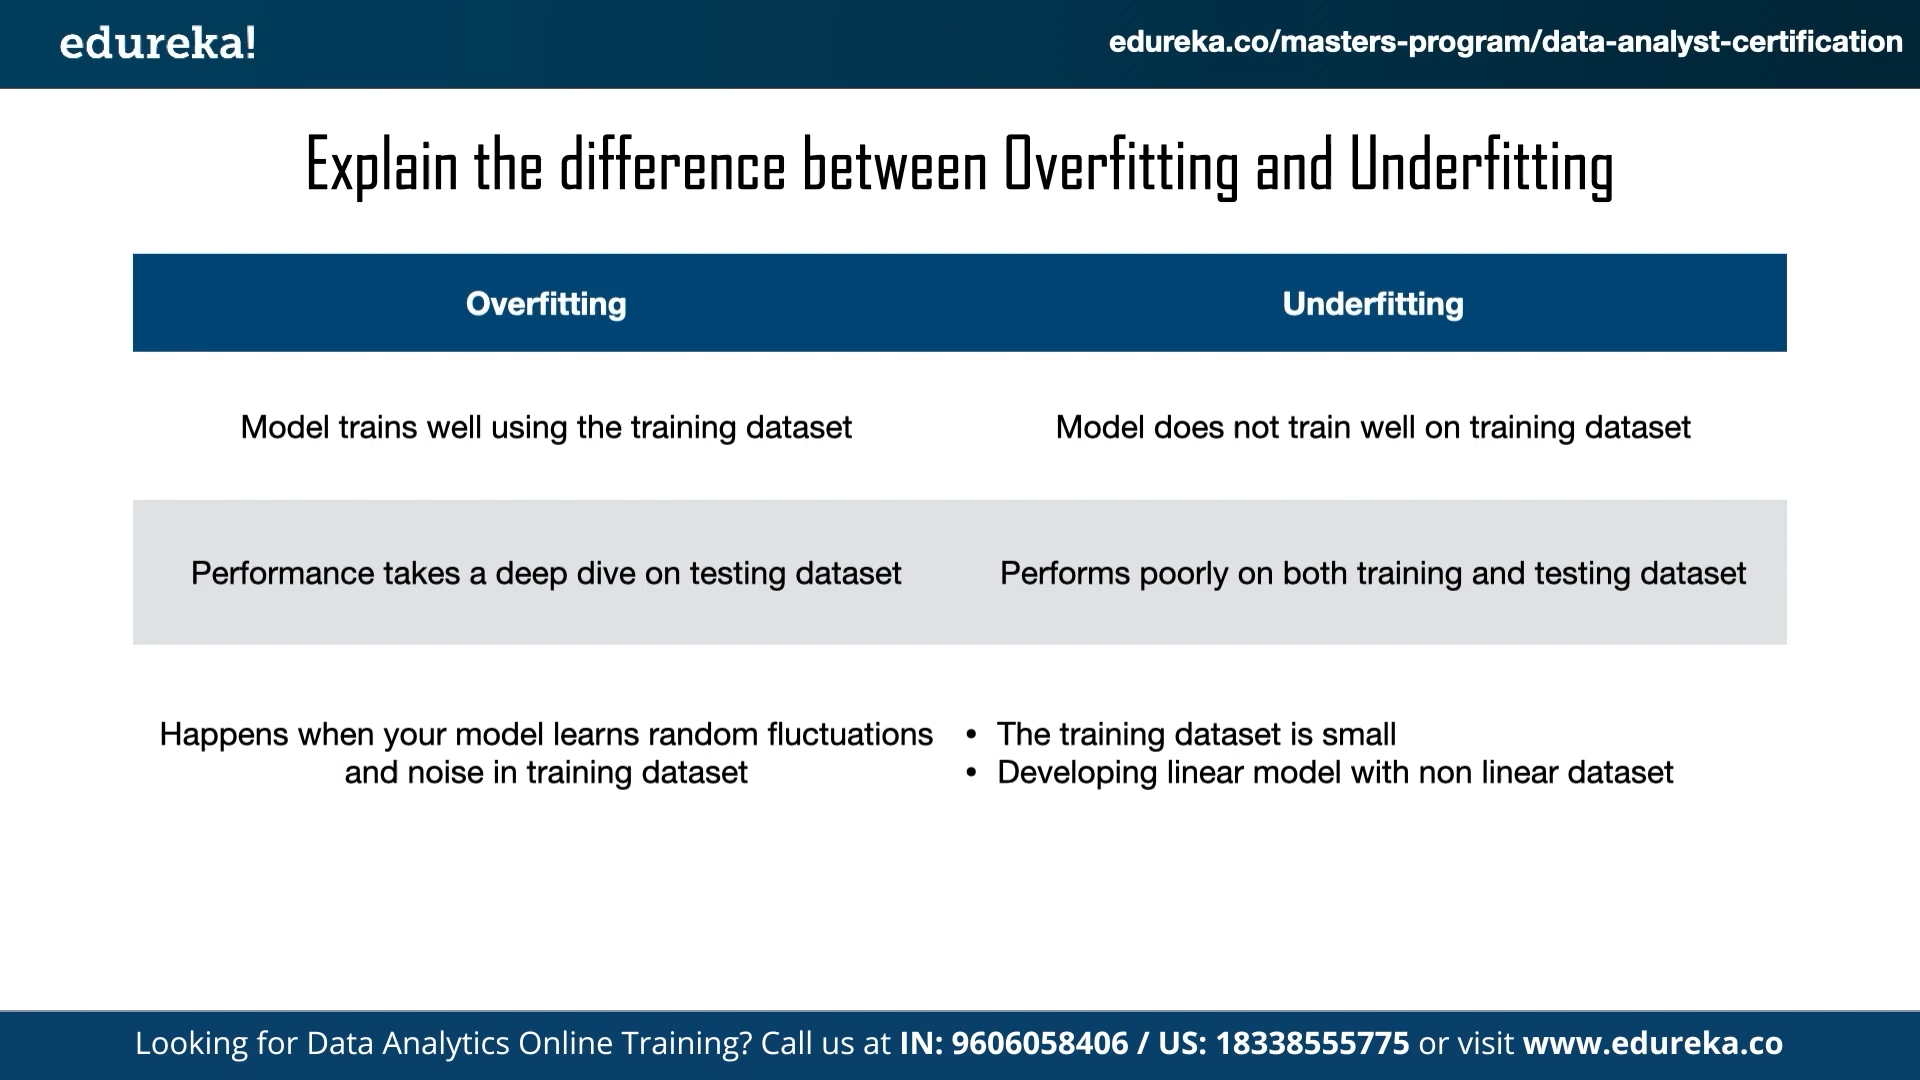 edureka!
edureka.co/masters-program/data-analyst-certification
Explain the difference between Overfitting and Underfitting
Overfitting
Underfitting
Model trains well using the training dataset
Model does not train well on training dataset
Performance takes a deep dive on testing dataset
Performs poorly on both training and testing dataset
Happens when your model learns random fluctuations
and noise in training dataset
• The training dataset is small
• Developing linear model with non linear dataset
Looking for Data Analytics Online Training? Call us at IN: 9606058406 / US: 18338555775 or visit www.edureka.co